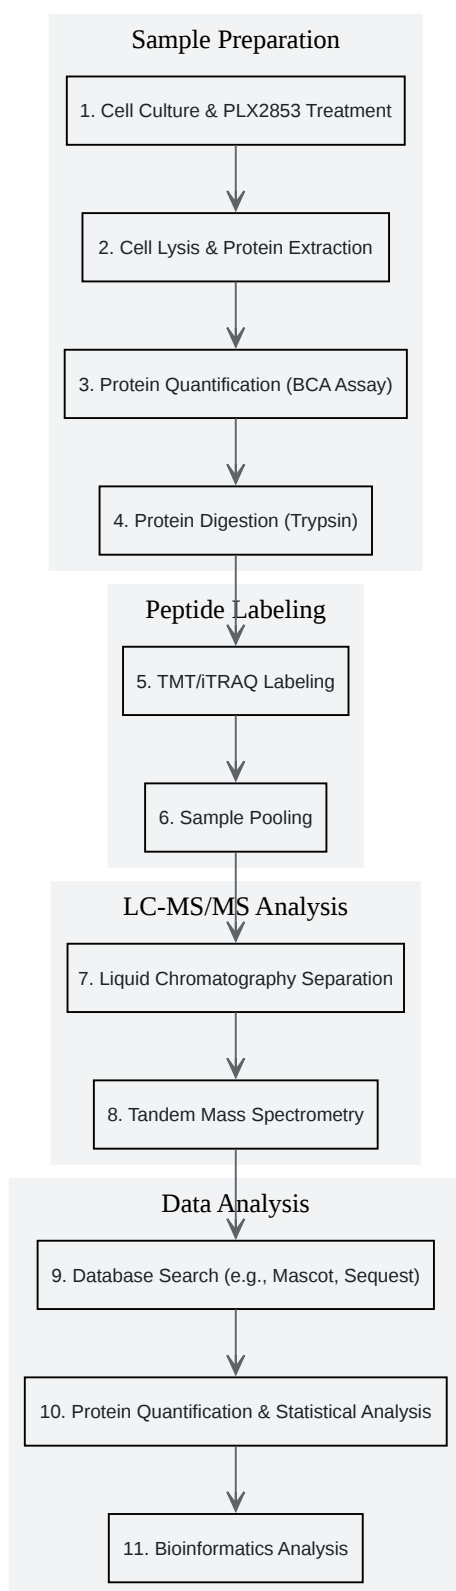 Sample Preparation
1. Cell Culture & PLX2853 Treatment
2. Cell Lysis & Protein Extraction
3. Protein Quantification (BCA Assay)
4. Protein Digestion (Trypsin)
Peptide Labeling
5. TMT/iTRAQ Labeling
6. Sample Pooling
LC-MS/MS Analysis
7. Liquid Chromatography Separation
8. Tandem Mass Spectrometry
Data Analysis
9. Database Search (e.g., Mascot, Sequest)
10. Protein Quantification & Statistical Analysis
11. Bioinformatics Analysis